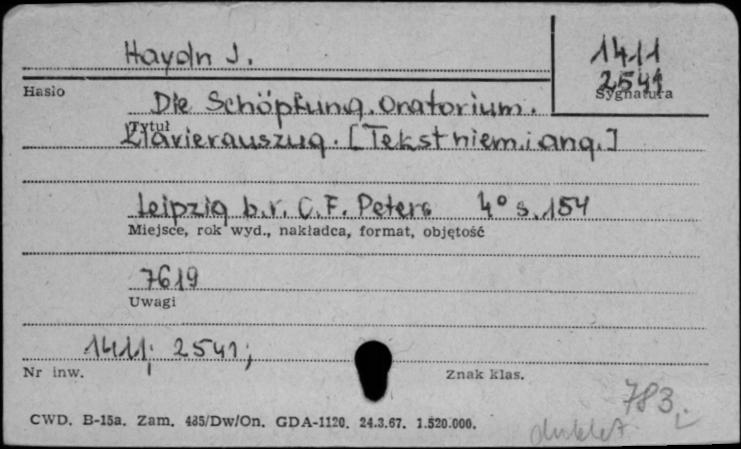 Haydn J.
1411
2541
Hasło
Sygnatura
Die Schöpfung. Oratorium.
Tytuł
Klavierauszug. [Tekst niem. i ang.]
Leipzig b.r. C.F. Peters 4° s. 154
Miejsce, rok wyd., nakładca, format, objętość
7619
Uwagi
1411; 2541;
Nr inw.
Znak klas.
783
CWD. B-15a. Zam. 485/Dw/On. GDA-1120. 24.3.67. 1.520.000.
dublet